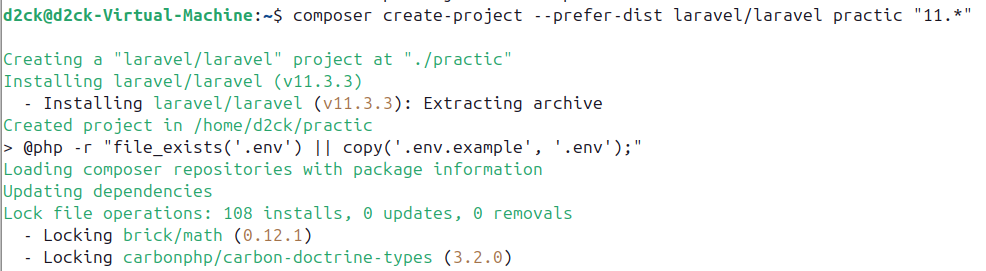 d2ck@d2ck-Virtual-Machine:~$ composer create-project --prefer-dist laravel/laravel practic "11.*"
Creating a "laravel/laravel" project at "./practic"
Installing laravel/laravel (v11.3.3)
  - Installing laravel/laravel (v11.3.3): Extracting archive
Created project in /home/d2ck/practic
> @php -r "file_exists('.env') || copy('.env.example', '.env');"
Loading composer repositories with package information
Updating dependencies
Lock file operations: 108 installs, 0 updates, 0 removals
  - Locking brick/math (0.12.1)
  - Locking carbonphp/carbon-doctrine-types (3.2.0)